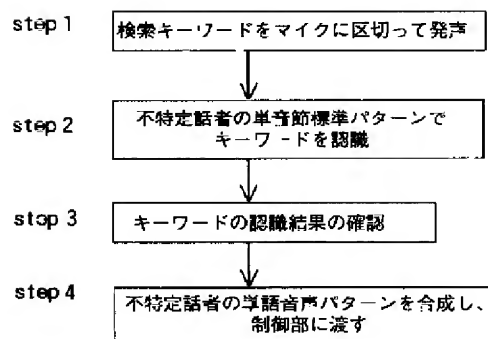 step 1
検索キーワードをマイクに区切って発声
step 2
不特定話者の単音節標準パターンで
キーワードを認識
step 3
キーワードの認識結果の確認
step 4
不特定話者の単語音声パターンを合成し、
制御部に渡す